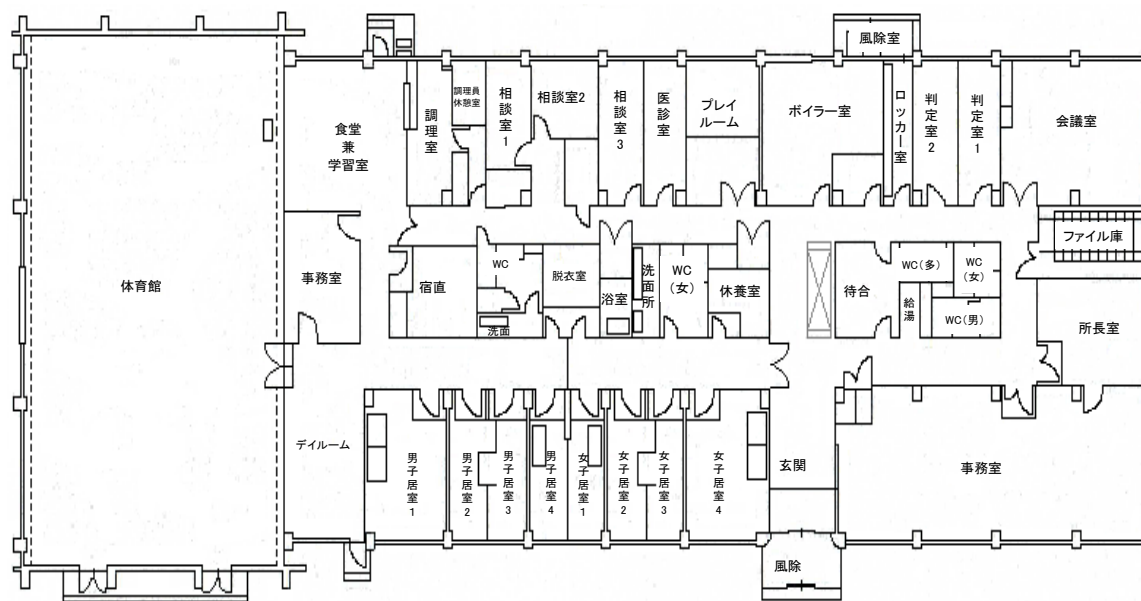 風除室
食堂
兼
学習室
調理室
調理員
休憩室
相談室1
相談室2
相談室3
医診室
プレイ
ルーム
ボイラー室
ロッカー室
判定室2
判定室1
会議室
体育館
事務室
宿直
WC
洗面
脱衣室
浴室
洗面所
WC
(女)
休養室
待合
WC(多)
WC
(女)
給湯
WC(男)
ファイル庫
所長室
デイルーム
男子居室1
男子居室2
男子居室3
男子居室4
女子居室1
女子居室2
女子居室3
女子居室4
玄関
事務室
風除